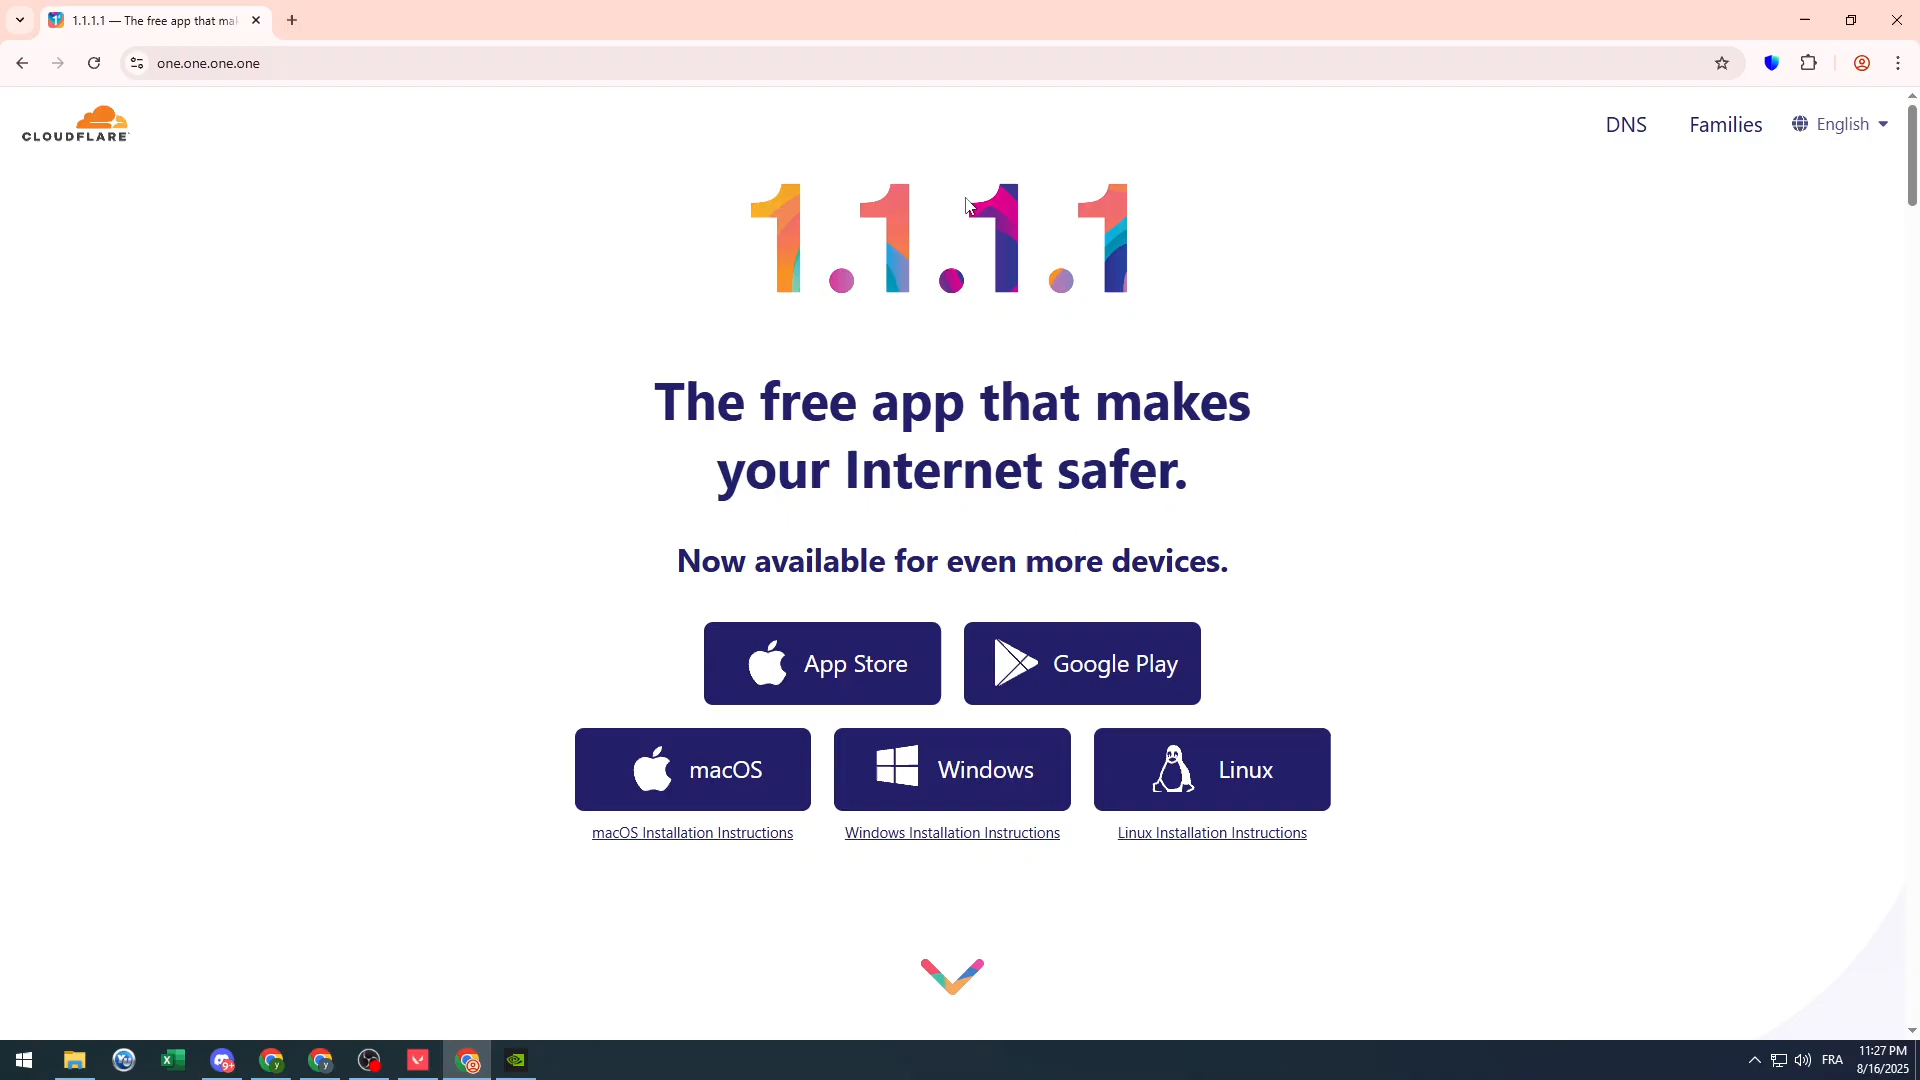 1.1.1.1 — The free app that mak
one.one.one.one
CLOUDFLARE
DNS
Families
English
1.1.1.1
The free app that makes
your Internet safer.
Now available for even more devices.
App Store
Google Play
macOS
Windows
Linux
macOS Installation Instructions
Windows Installation Instructions
Linux Installation Instructions
9+
FRA
11:27 PM
8/16/2025